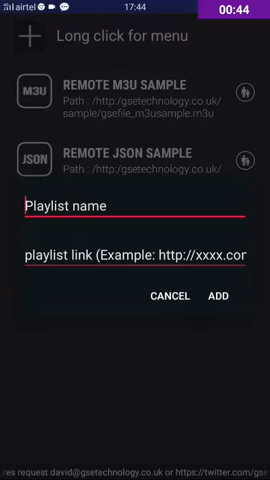 airtel
17:44
00:44
Long click for menu
M3U
REMOTE M3U SAMPLE
Path : /http:/gsetechnology.co.uk/
sample/gsefile_m3usample.m3u
JSON
REMOTE JSON SAMPLE
Path : /http:/gsetechnology.co.uk/
Playlist name
playlist link (Example: http://xxxx.con
CANCEL
ADD
res request david@gsetechnology.co.uk or https://twitter.com/gse